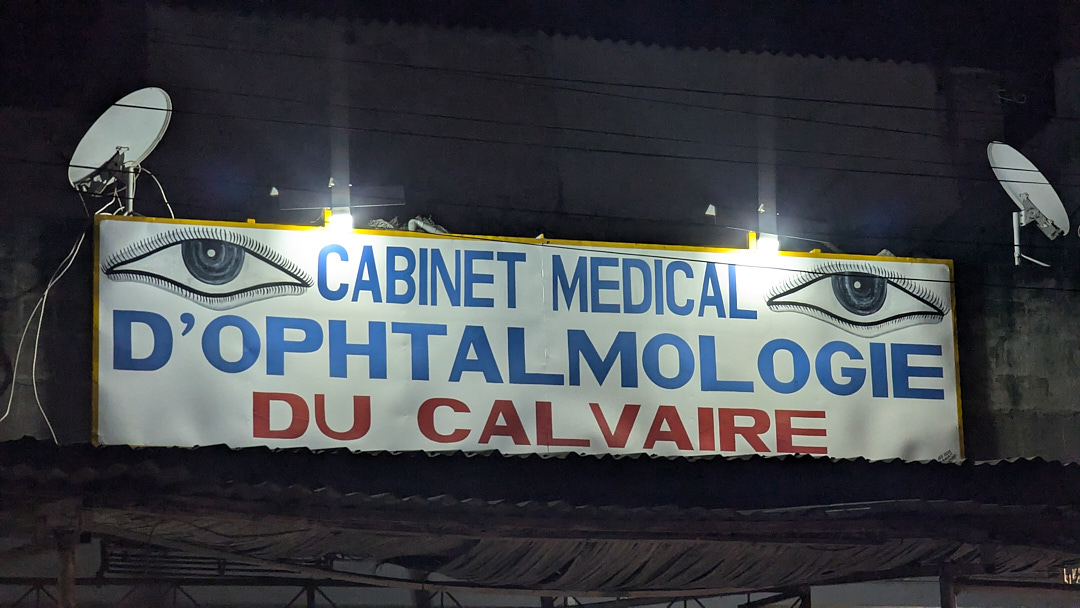 CABINET MEDICAL
D'OPHTALMOLOGIE
DU CALVAIRE